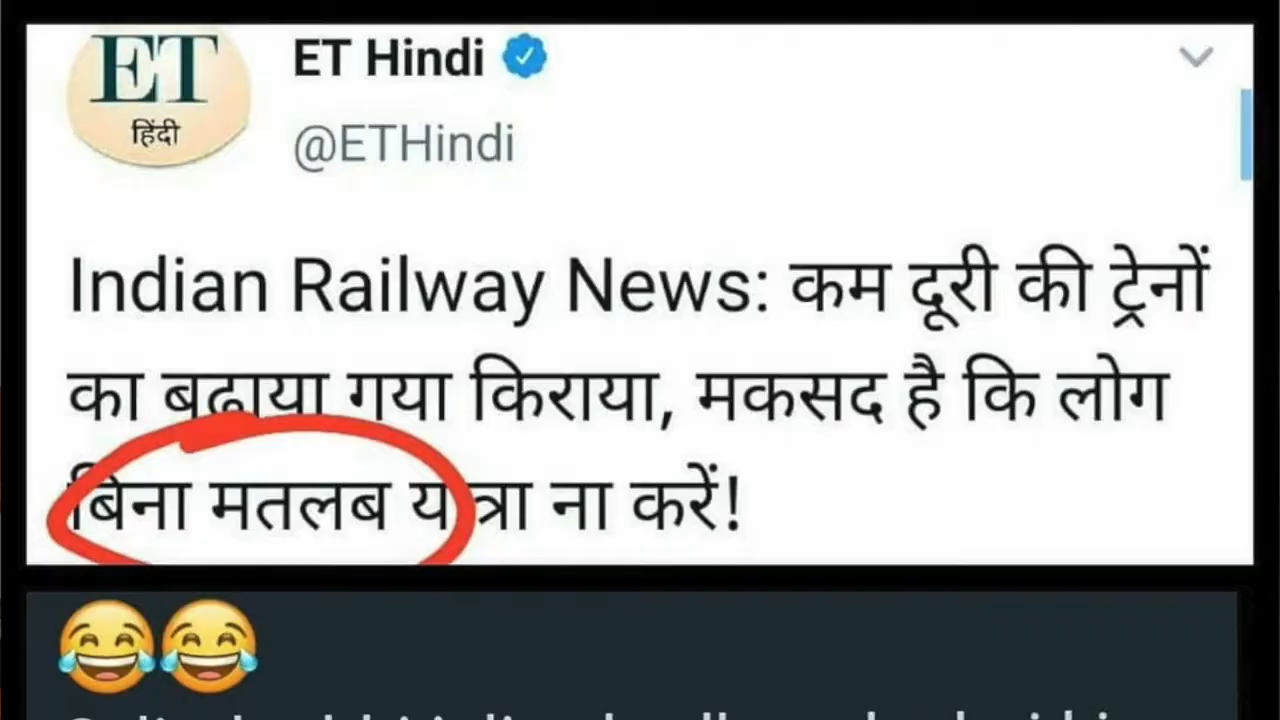 ET
हिंदी
ET Hindi
@ETHindi
Indian Railway News: कम दूरी की ट्रेनों
का बढ़ाया गया किराया, मकसद है कि लोग
बिना मतलब यात्रा ना करें!